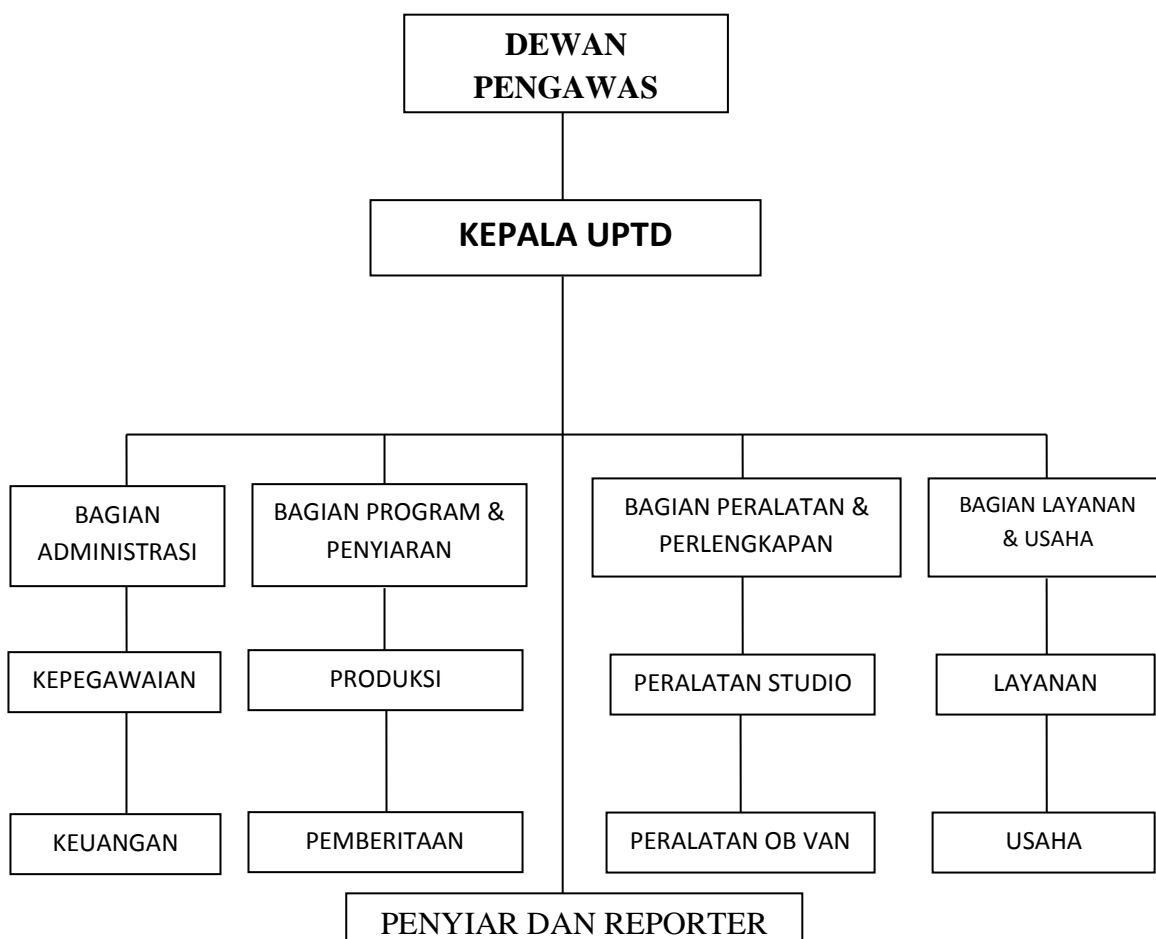 DEWAN
PENGAWAS
KEPALA UPTD
BAGIAN
ADMINISTRASI
BAGIAN PROGRAM &
PENYIARAN
BAGIAN PERALATAN &
PERLENGKAPAN
BAGIAN LAYANAN
& USAHA
KEPEGAWAIAN
PRODUKSI
PERALATAN STUDIO
LAYANAN
KEUANGAN
PEMBERITAAN
PERALATAN OB VAN
USAHA
PENYIAR DAN REPORTER